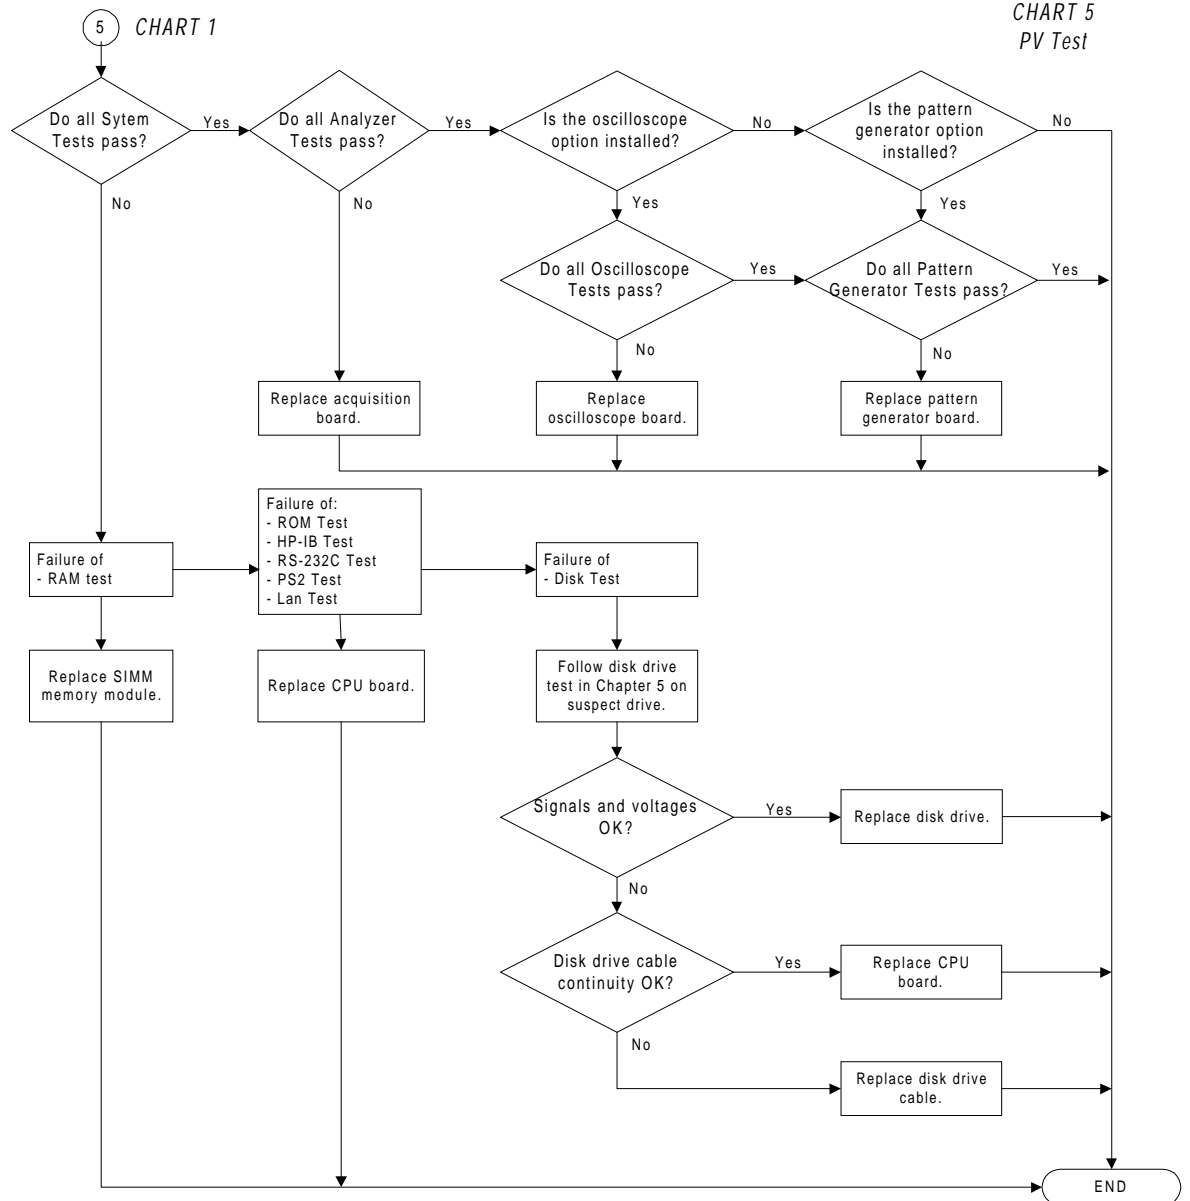 5
CHART 1
CHART 5
PV Test
Do all Sytem
Tests pass?
Yes
Do all Analyzer
Tests pass?
Yes
Is the oscilloscope
option installed?
No
Is the pattern
generator option
installed?
No
No
No
Yes
Yes
Do all Oscilloscope
Tests pass?
Yes
Do all Pattern
Generator Tests pass?
Yes
No
No
Replace acquisition
board.
Replace
oscilloscope board.
Replace pattern
generator board.
Failure of
- RAM test
Failure of:
- ROM Test
- HP-IB Test
- RS-232C Test
- PS2 Test
- Lan Test
Failure of
- Disk Test
Replace SIMM
memory module.
Replace CPU board.
Follow disk drive
test in Chapter 5 on
suspect drive.
Signals and voltages
OK?
Yes
Replace disk drive.
No
Disk drive cable
continuity OK?
Yes
Replace CPU
board.
No
Replace disk drive
cable.
END